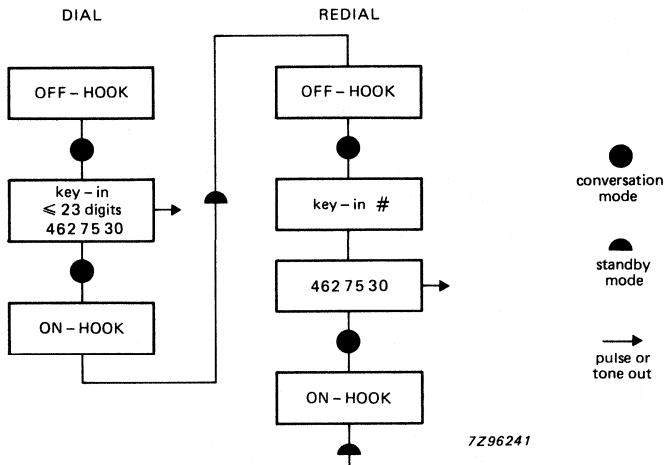 DIAL
OFF – HOOK
key – in
⩽ 23 digits
462 75 30
ON – HOOK
REDIAL
OFF – HOOK
key – in #
462 75 30
ON – HOOK
conversation
mode
standby
mode
pulse or
tone out
7Z96241